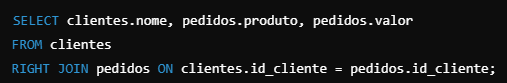 SELECT clientes.nome, pedidos.produto, pedidos.valor
FROM clientes
RIGHT JOIN pedidos ON clientes.id_cliente = pedidos.id_cliente;